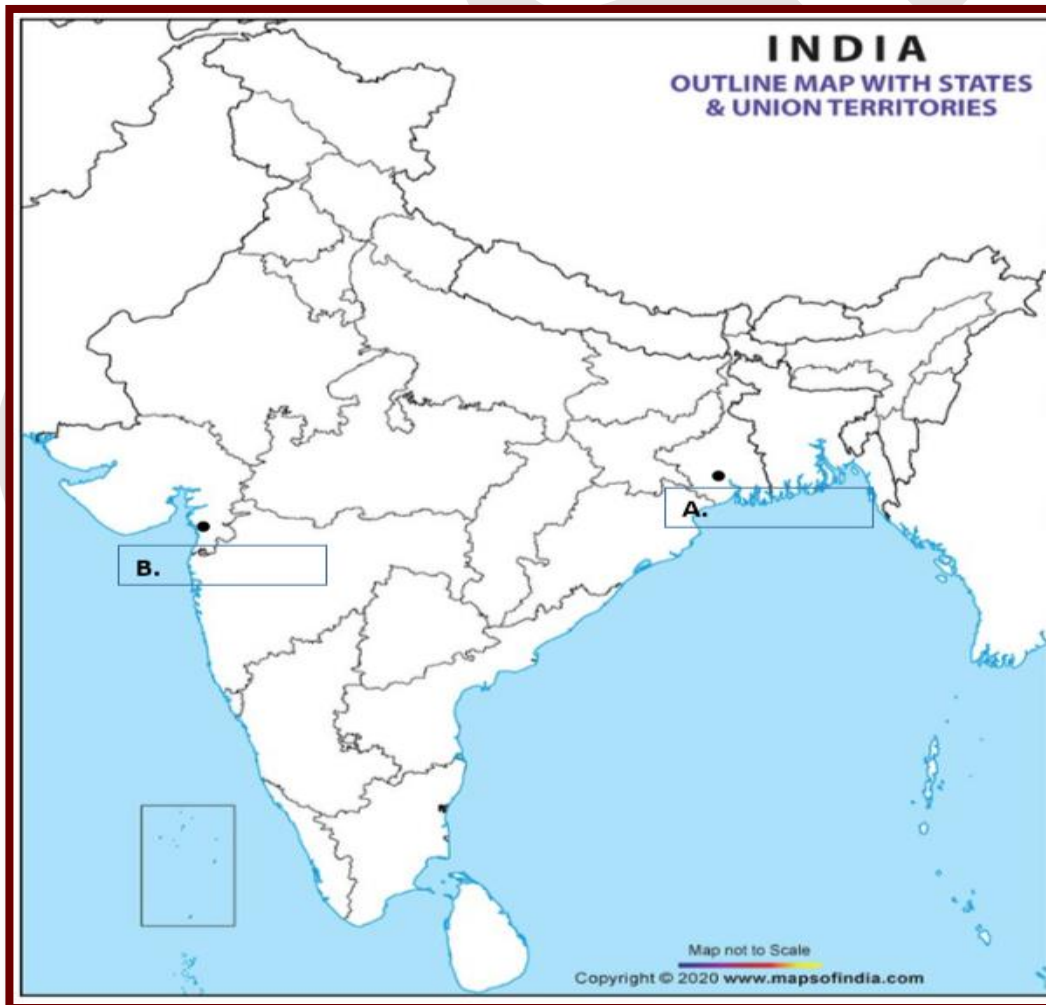 INDIA
OUTLINE MAP WITH STATES
& UNION TERRITORIES
A.
B.
Map not to Scale
Copyright © 2020 www.mapsofindia.com